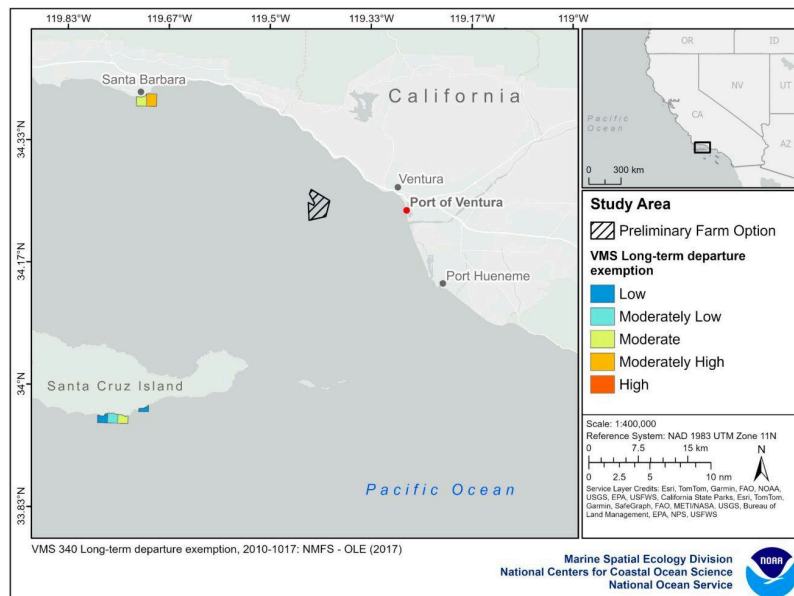 119.83°W 119.67°W 119.5°W 119.33°W 119.17°W 119°W
34.33°N
34.17°N
34°N
33.83°N
Santa Barbara
California
Ventura
Port of Ventura
Port Hueneme
Santa Cruz Island
Pacific Ocean
OR ID
NV UT
CA
AZ
Pacific
Ocean
0 300 km
Study Area
Preliminary Farm Option
VMS Long-term departure
exemption
Low
Moderately Low
Moderate
Moderately High
High
Scale: 1:400,000
Reference System: NAD 1983 UTM Zone 11N
0 7.5 15 km
N
0 2.5 5 10 nm
Service Layer Credits: Esri, TomTom, Garmin, FAO, NOAA,
USGS, EPA, USFWS, California State Parks, Esri, TomTom,
Garmin, SafeGraph, FAO, METI/NASA, USGS, Bureau of
Land Management, EPA, NPS, USFWS
VMS 340 Long-term departure exemption, 2010-1017: NMFS - OLE (2017)
Marine Spatial Ecology Division
National Centers for Coastal Ocean Science
National Ocean Service
NOAA